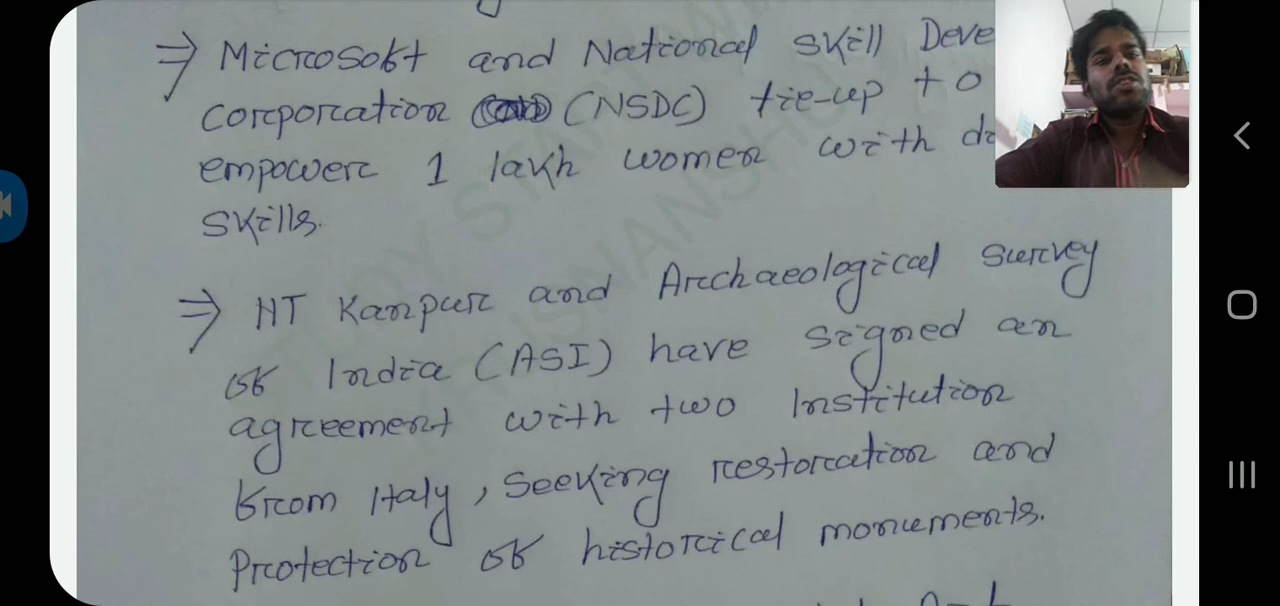 ⇒ Microsoft and National Skill Deve
corporation (NSDC) tie-up to
empower 1 lakh women with
skills.
⇒ IIT Kanpur and Archaeological survey
of India (ASI) have signed an
agreement with two Institution
from Italy, seeking restoration and
Protection of historical monuments.